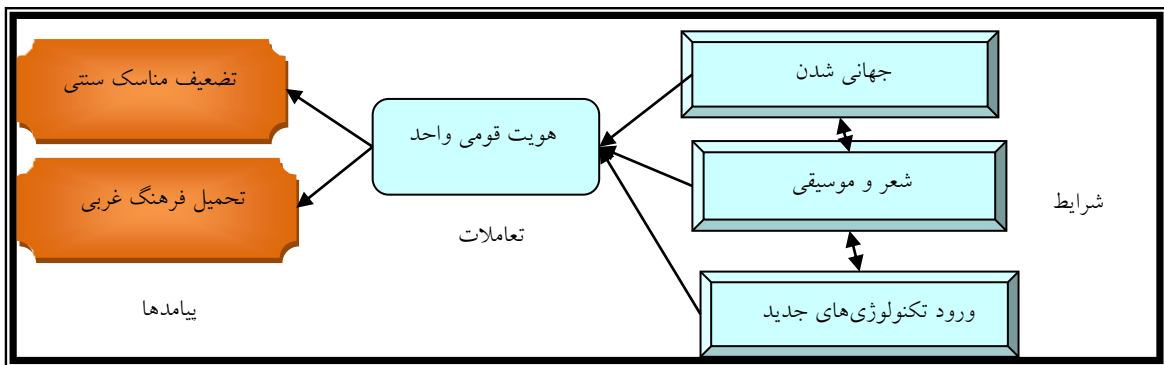 جهانی شدن
شعر و موسیقی
ورود تکنولوژی‌های جدید
شرایط
هویت قومی واحد
تعاملات
تضعیف مناسک سنتی
تحمیل فرهنگ غربی
پیامدها